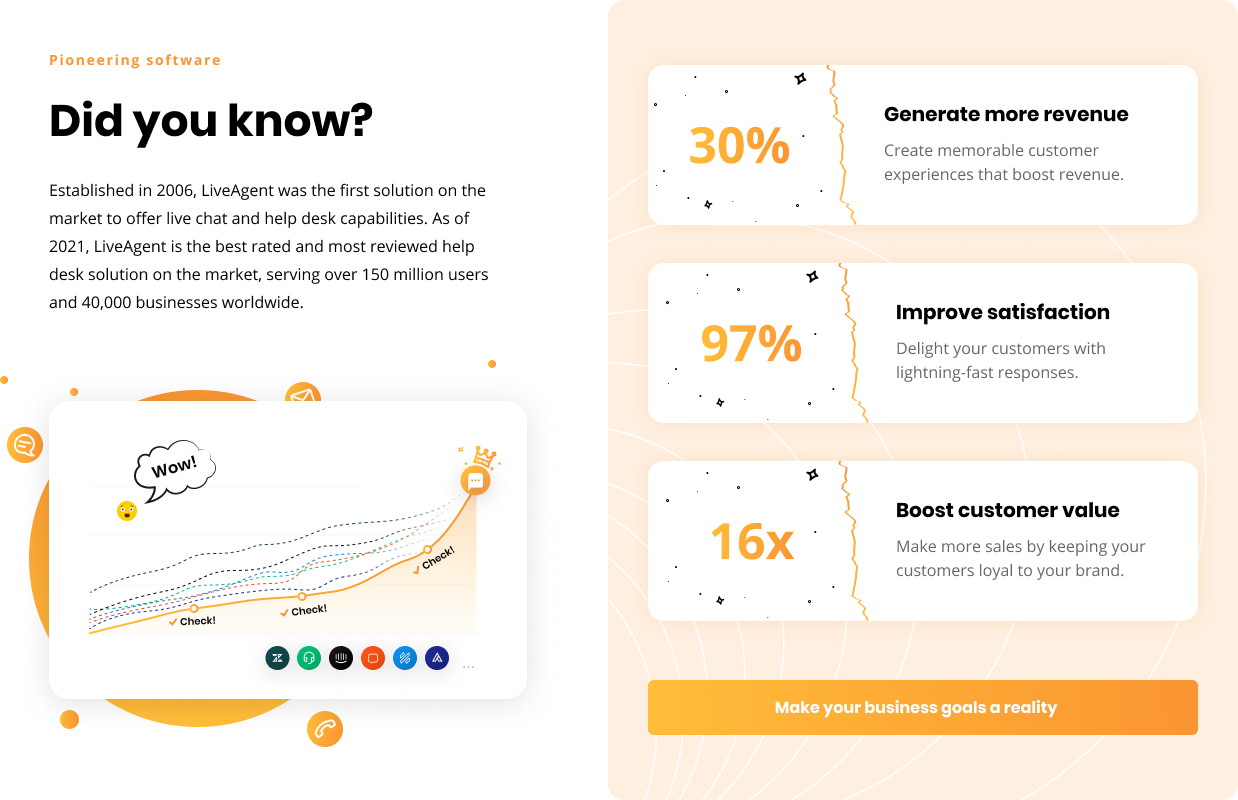 Pioneering software
Did you know?
Established in 2006, LiveAgent was the first solution on the
market to offer live chat and help desk capabilities. As of
2021, LiveAgent is the best rated and most reviewed help
desk solution on the market, serving over 150 million users
and 40,000 businesses worldwide.
Wow!
Check!
Check!
Check!
...
30%
Generate more revenue
Create memorable customer
experiences that boost revenue.
97%
Improve satisfaction
Delight your customers with
lightning-fast responses.
16x
Boost customer value
Make more sales by keeping your
customers loyal to your brand.
Make your business goals a reality